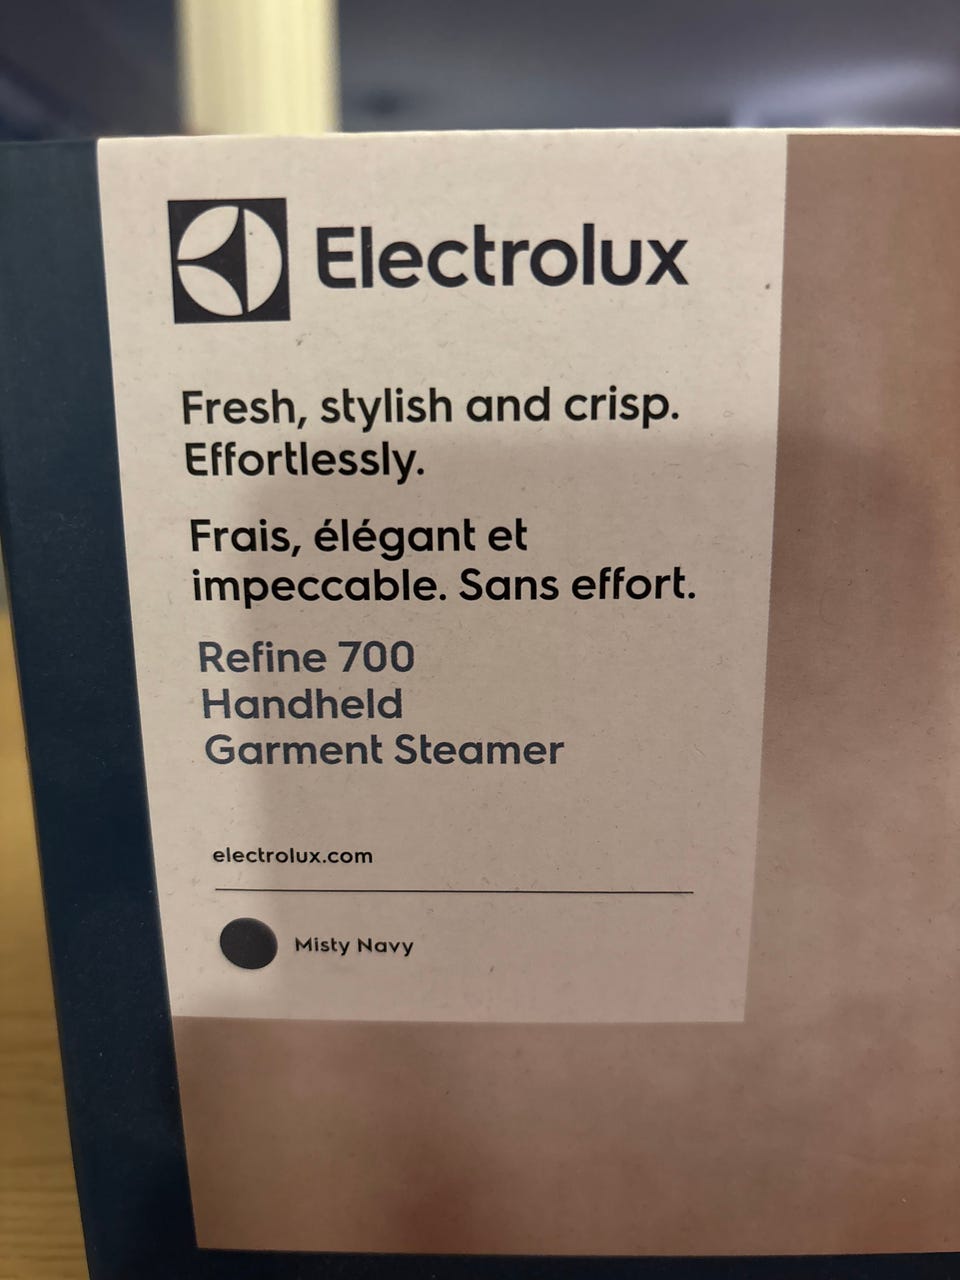 Electrolux
Fresh, stylish and crisp.
Effortlessly.
Frais, élégant et
impeccable. Sans effort.
Refine 700
Handheld
Garment Steamer
electrolux.com
Misty Navy